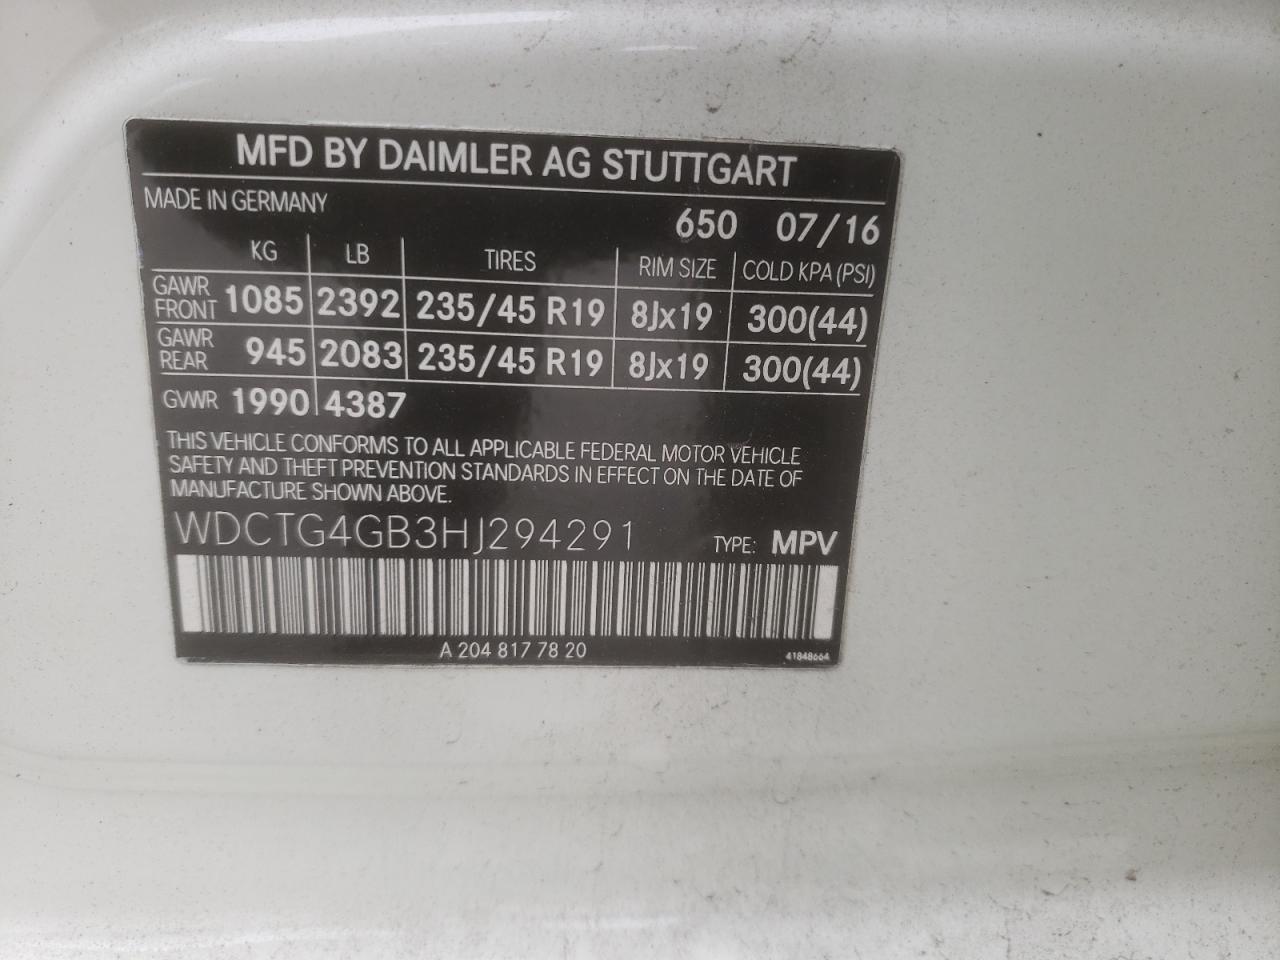 MFD BY DAIMLER AG STUTTGART
MADE IN GERMANY
650 07/16
KG LB TIRES RIM SIZE COLD KPA (PSI)
GAWR FRONT 1085 2392 235/45 R19 8Jx19 300(44)
GAWR REAR 945 2083 235/45 R19 8Jx19 300(44)
GVWR 1990 4387
THIS VEHICLE CONFORMS TO ALL APPLICABLE FEDERAL MOTOR VEHICLE
SAFETY AND THEFT PREVENTION STANDARDS IN EFFECT ON THE DATE OF
MANUFACTURE SHOWN ABOVE.
WDCTG4GB3HJ294291 TYPE: MPV
A 204 817 78 20 41848664